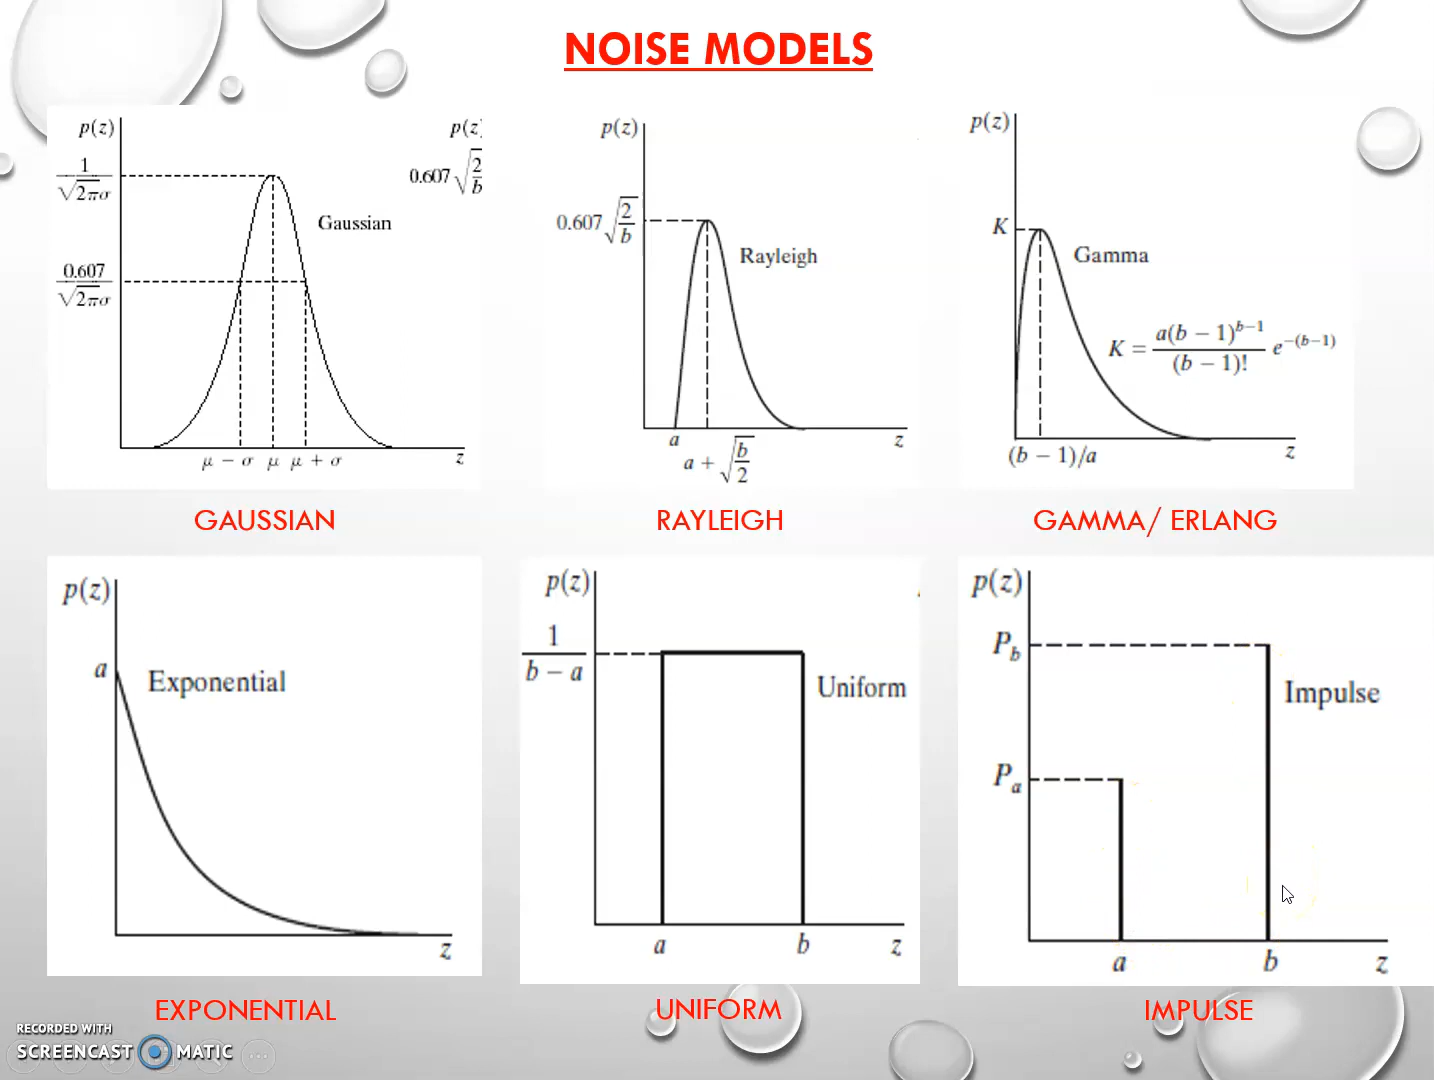 NOISE MODELS
p(z)
1
√2πσ
0.607
√2πσ
Gaussian
μ − σ μ μ + σ z
p(z
0.607 √2
b
p(z)
0.607 √2
b
Rayleigh
a z
a + √b
2
p(z)
K
Gamma
K = a(b − 1)^b−1
(b − 1)! e^−(b−1)
(b − 1)/a z
GAUSSIAN
RAYLEIGH
GAMMA/ ERLANG
p(z)
a
Exponential
z
p(z)
1
b − a
Uniform
a b z
p(z)
P_b
Impulse
P_a
a b z
EXPONENTIAL
UNIFORM
IMPULSE
RECORDED WITH
SCREENCAST MATIC